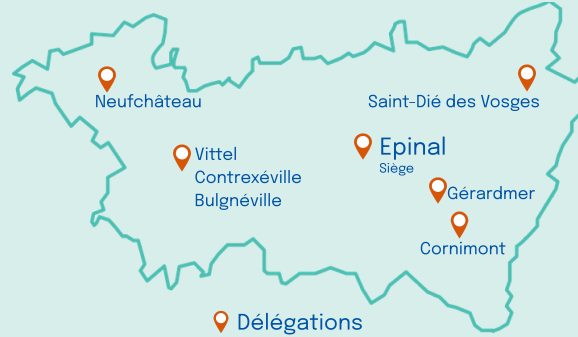 Neufchâteau
Saint-Dié des Vosges
Epinal
Siège
Vittel
Contrexéville
Bulgnéville
Gérardmer
Cornimont
Délégations